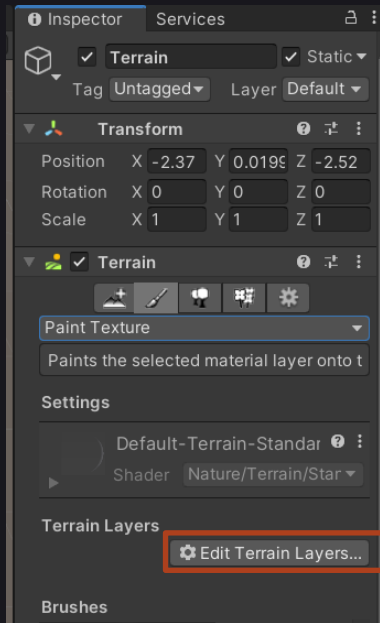 Inspector Services
Terrain Static
Tag Untagged Layer Default
Transform
Position X -2.37 Y 0.0199 Z -2.52
Rotation X 0 Y 0 Z 0
Scale X 1 Y 1 Z 1
Terrain
Paint Texture
Paints the selected material layer onto t
Settings
Default-Terrain-Standar
Shader Nature/Terrain/Star
Terrain Layers
Edit Terrain Layers...
Brushes